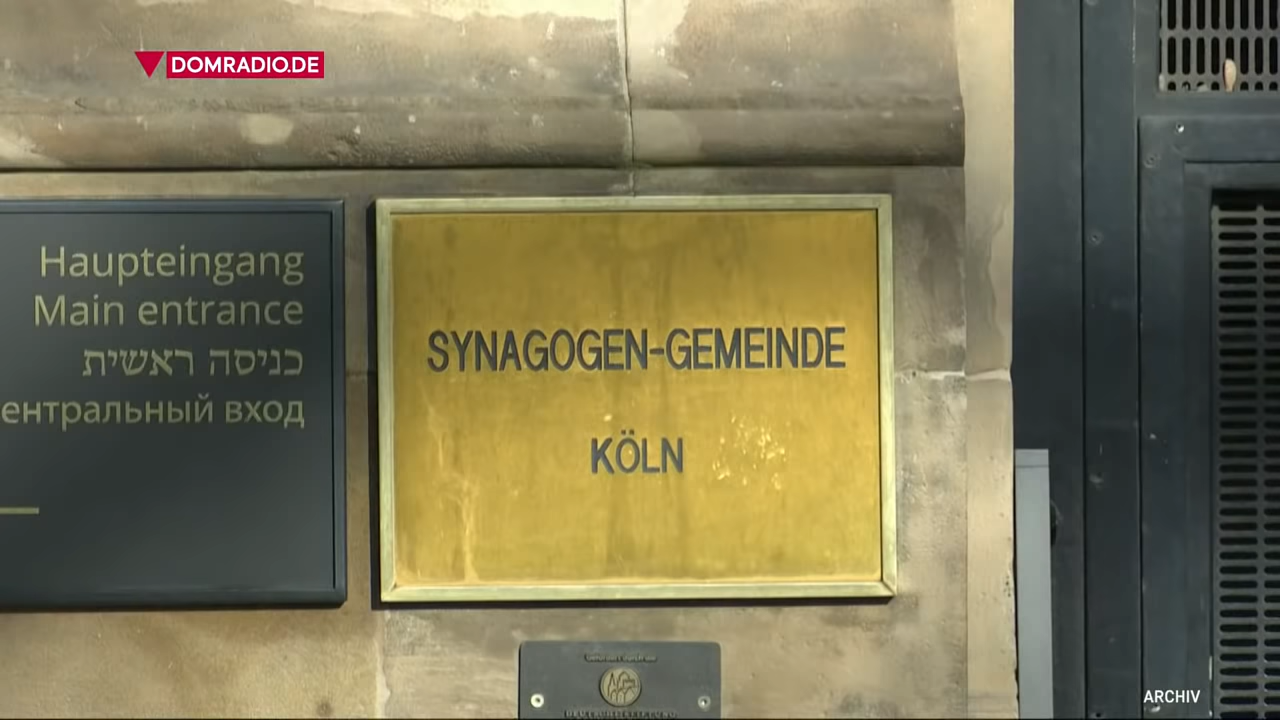 DOMRADIO.DE
Haupteingang
Main entrance
כניסה ראשית
ентральный вход
SYNAGOGEN-GEMEINDE
KÖLN
ARCHIV